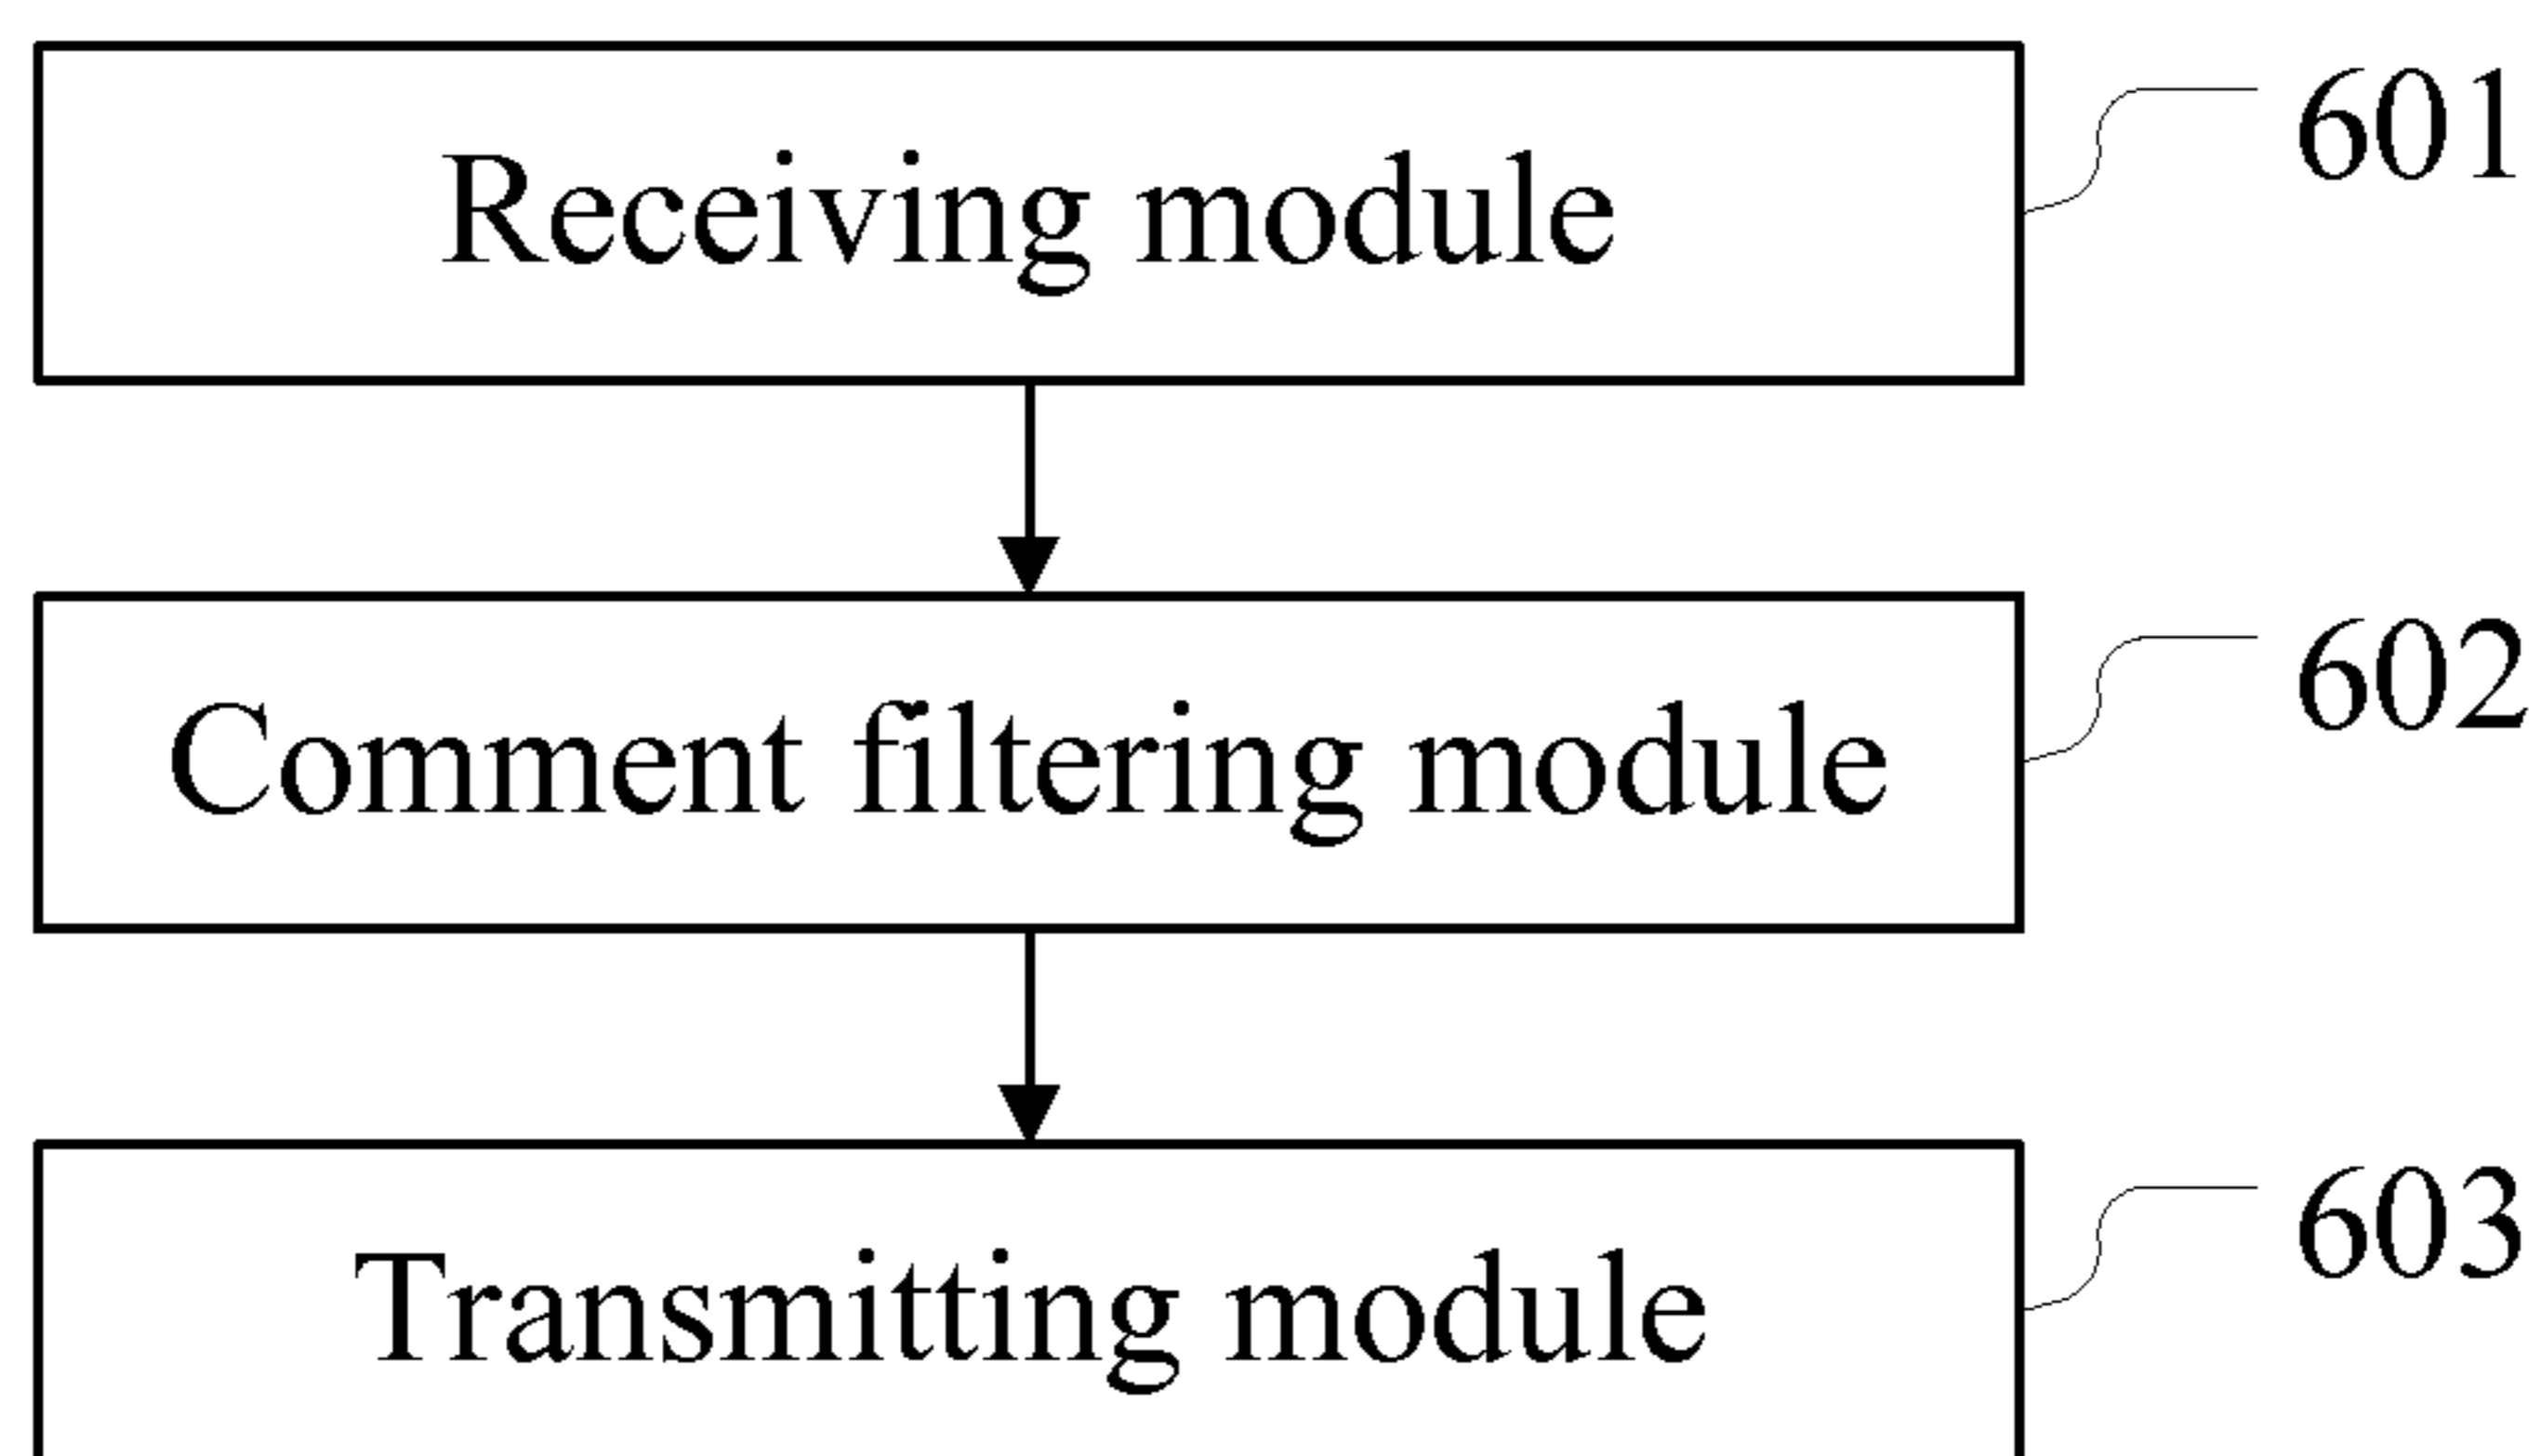 Receiving module
601
Comment filtering module
602
Transmitting module
603